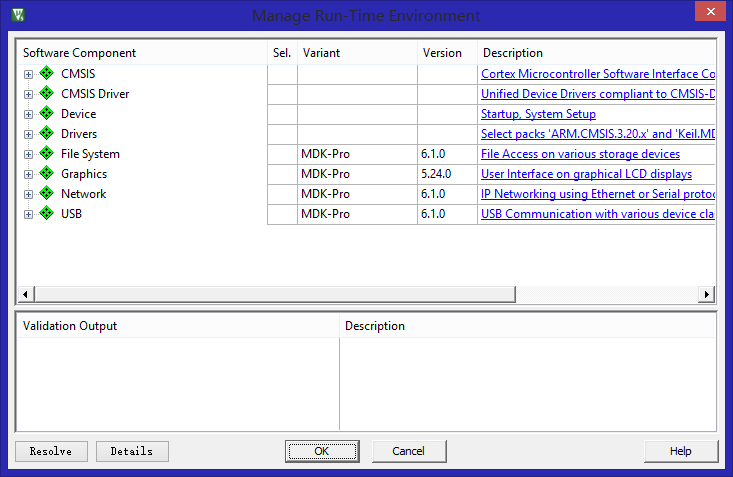 Manage Run-Time Environment
Software Component Sel. Variant Version Description
CMSIS Cortex Microcontroller Software Interface Co
CMSIS Driver Unified Device Drivers compliant to CMSIS-D
Device Startup, System Setup
Drivers Select packs 'ARM.CMSIS.3.20.x' and 'Keil.MD
File System MDK-Pro 6.1.0 File Access on various storage devices
Graphics MDK-Pro 5.24.0 User Interface on graphical LCD displays
Network MDK-Pro 6.1.0 IP Networking using Ethernet or Serial protoc
USB MDK-Pro 6.1.0 USB Communication with various device cla
Validation Output Description
Resolve Details OK Cancel Help